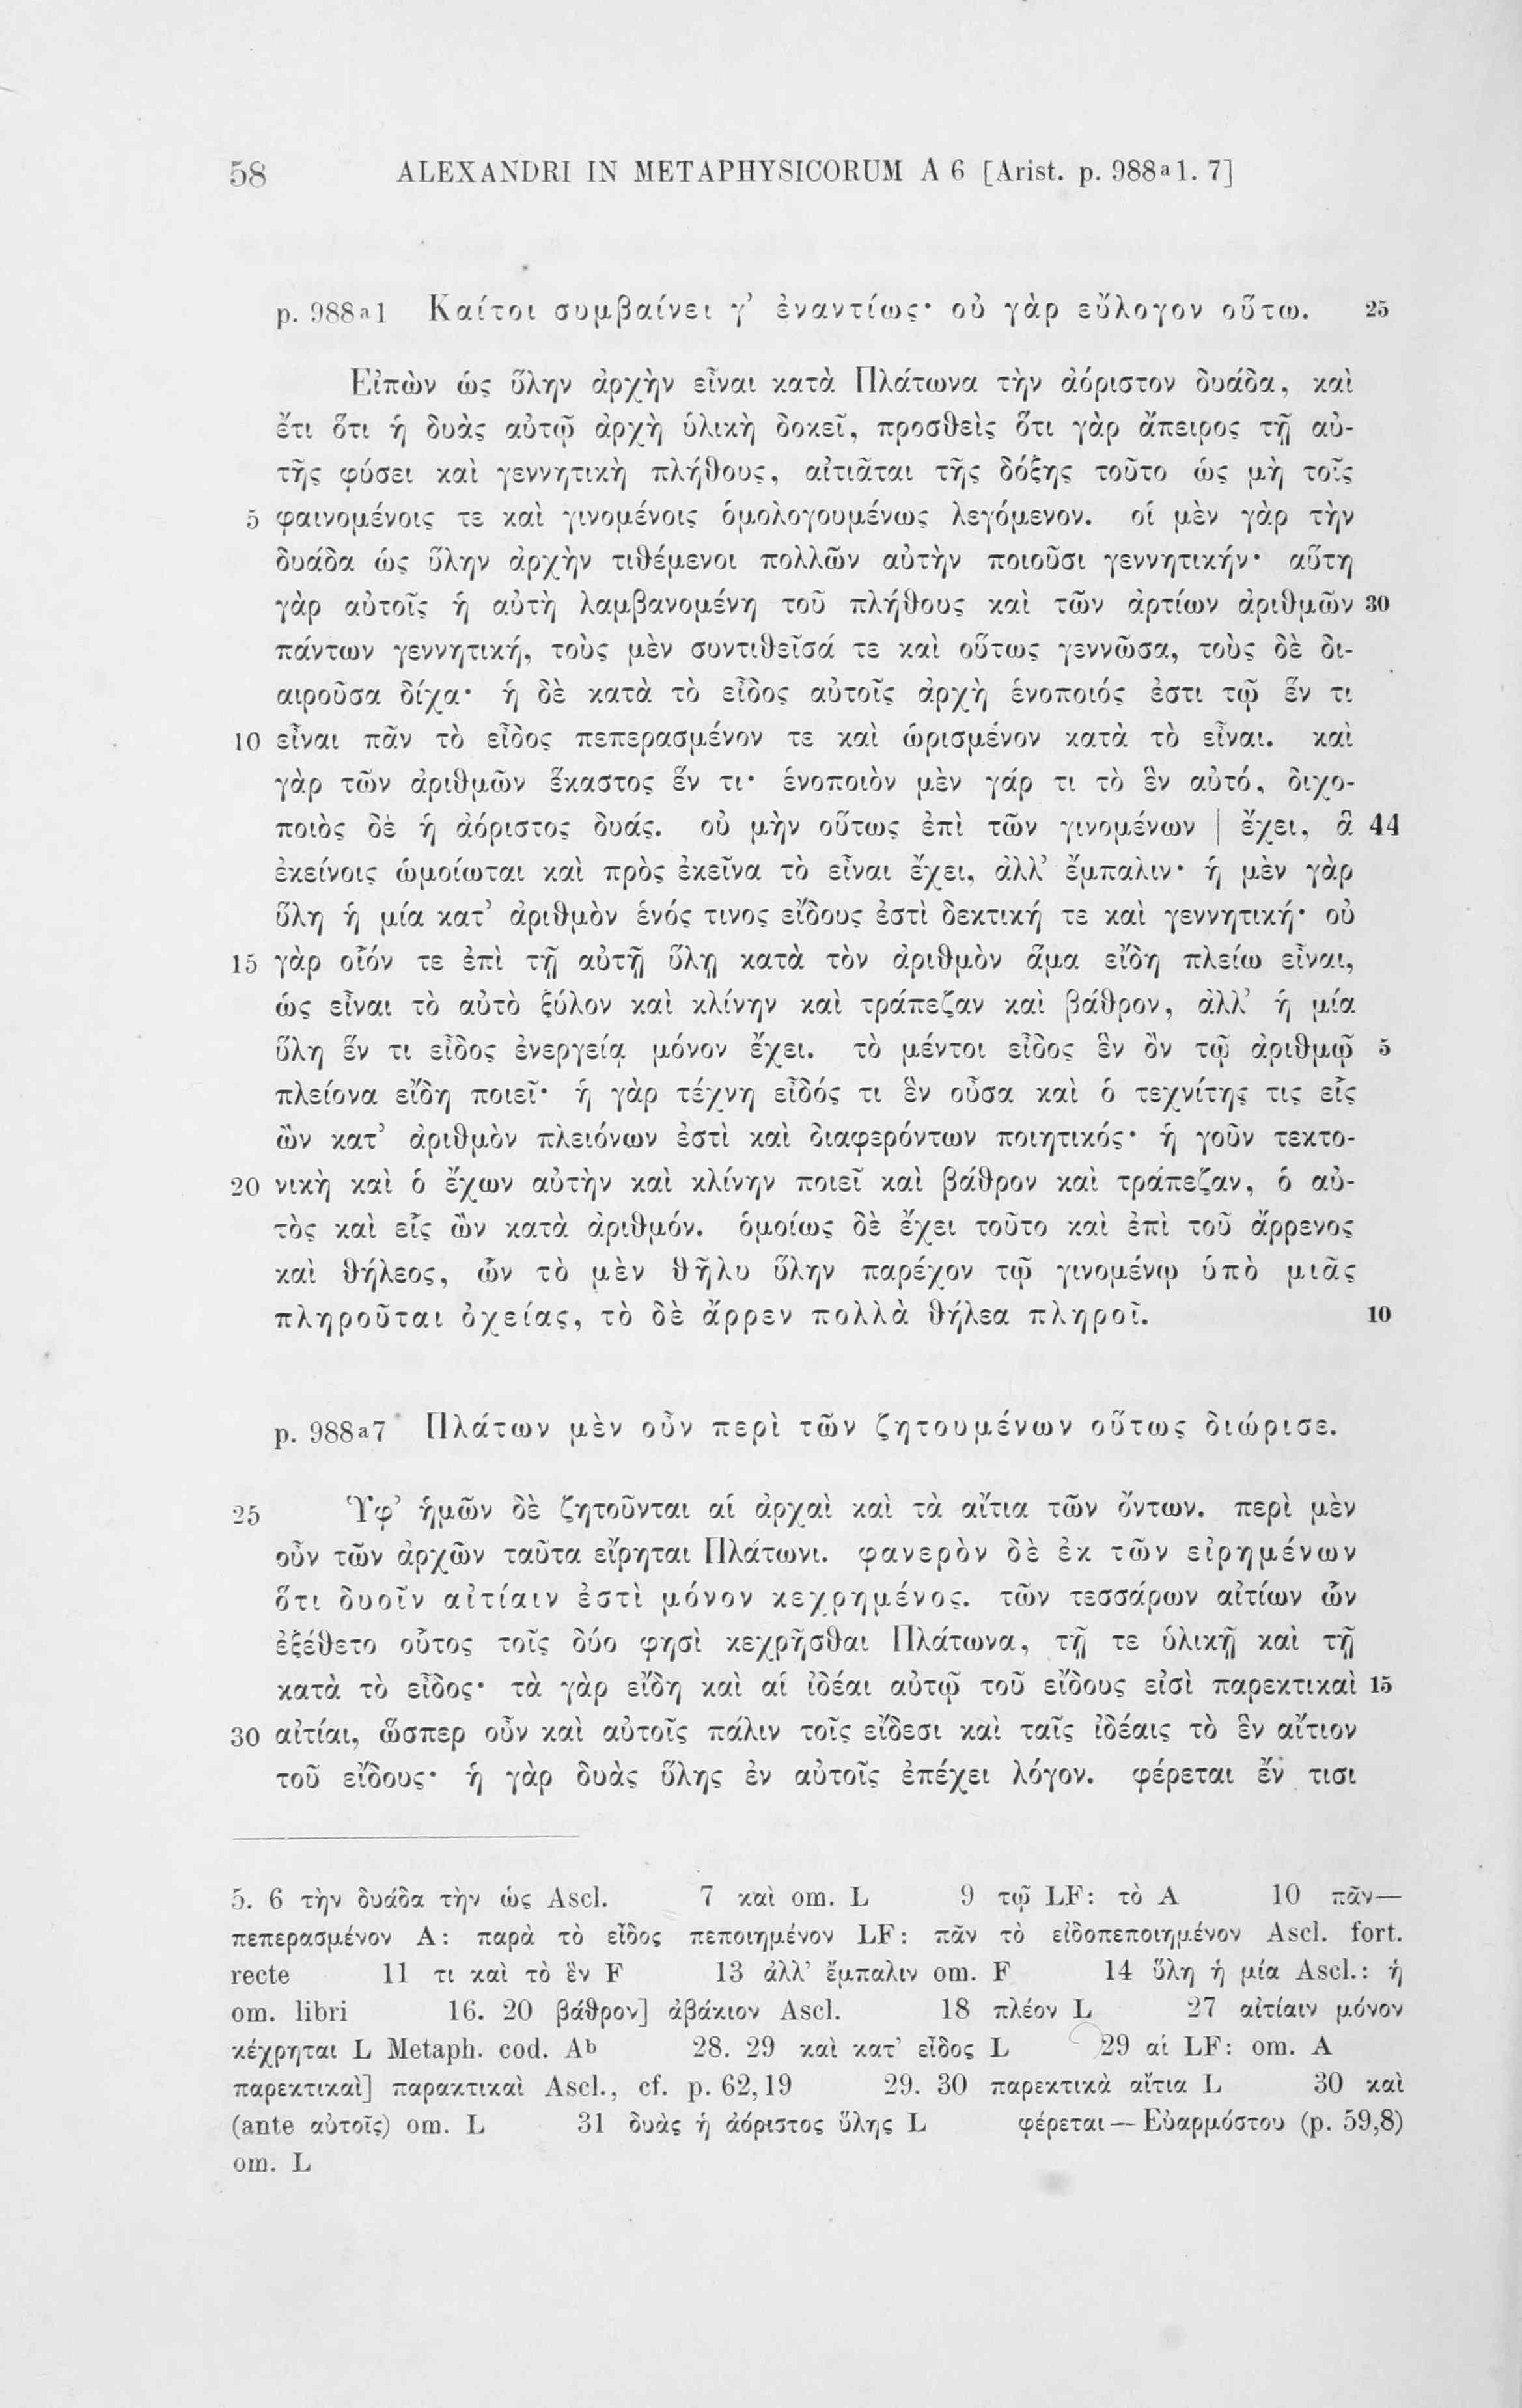 58 ALEXANDRI IN METAPHYSICORUM A 6 [Arist. p. 988a1. 7]
p. 988a1 Καίτοι συμβαίνει γ’ ἐναντίως· οὐ γὰρ εὔλογον οὕτω. 25
Εἰπὼν ὡς ὕλην ἀρχὴν εἶναι κατὰ Πλάτωνα τὴν ἀόριστον δυάδα, καὶ
ἔτι ὅτι ἡ δυὰς αὐτῷ ἀρχὴ ὑλικὴ δοκεῖ, προσθεὶς ὅτι γὰρ ἄπειρος τῇ αὑ-
τῆς φύσει καὶ γεννητικὴ πλήθους, αἰτιᾶται τῆς δόξης τοῦτο ὡς μὴ τοῖς
5 φαινομένοις τε καὶ γινομένοις ὁμολογουμένως λεγόμενον. οἱ μὲν γὰρ τὴν
δυάδα ὡς ὕλην ἀρχὴν τιθέμενοι πολλῶν αὐτὴν ποιοῦσι γεννητικήν· αὕτη
γὰρ αὐτοῖς ἡ αὐτὴ λαμβανομένη τοῦ πλήθους καὶ τῶν ἀρτίων ἀριθμῶν 30
πάντων γεννητική, τοὺς μὲν συντιθεῖσά τε καὶ οὕτως γεννῶσα, τοὺς δὲ δι-
αιροῦσα δίχα· ἡ δὲ κατὰ τὸ εἶδος αὐτοῖς ἀρχὴ ἑνοποιός ἐστι τῷ ἕν τι
10 εἶναι πᾶν τὸ εἶδος πεπερασμένον τε καὶ ὡρισμένον κατὰ τὸ εἶναι. καὶ
γὰρ τῶν ἀριθμῶν ἕκαστος ἕν τι· ἑνοποιὸν μὲν γάρ τι τὸ ἓν αὐτό, διχο-
ποιὸς δὲ ἡ ἀόριστος δυάς. οὐ μὴν οὕτως ἐπὶ τῶν γινομένων | ἔχει, ἃ 44
ἐκείνοις ὡμοίωται καὶ πρὸς ἐκεῖνα τὸ εἶναι ἔχει, ἀλλ’ ἔμπαλιν· ἡ μὲν γὰρ
ὕλη ἡ μία κατ’ ἀριθμὸν ἑνός τινος εἴδους ἐστὶ δεκτική τε καὶ γεννητική· οὐ
15 γὰρ οἷόν τε ἐπὶ τῇ αὐτῇ ὕλῃ κατὰ τὸν ἀριθμὸν ἅμα εἴδη πλείω εἶναι,
ὡς εἶναι τὸ αὐτὸ ξύλον καὶ κλίνην καὶ τράπεζαν καὶ βάθρον, ἀλλ’ ἡ μία
ὕλη ἕν τι εἶδος ἐνεργείᾳ μόνον ἔχει. τὸ μέντοι εἶδος ἓν ὂν τῷ ἀριθμῷ 5
πλείονα εἴδη ποιεῖ· ἡ γὰρ τέχνη εἶδός τι ἓν οὖσα καὶ ὁ τεχνίτης τις εἷς
ὢν κατ’ ἀριθμὸν πλειόνων ἐστὶ καὶ διαφερόντων ποιητικός· ἡ γοῦν τεκτο-
20 νικὴ καὶ ὁ ἔχων αὐτὴν καὶ κλίνην ποιεῖ καὶ βάθρον καὶ τράπεζαν, ὁ αὐ-
τὸς καὶ εἷς ὢν κατὰ ἀριθμόν. ὁμοίως δὲ ἔχει τοῦτο καὶ ἐπὶ τοῦ ἄρρενος
καὶ θήλεος, ὧν τὸ μὲν θῆλυ ὕλην παρέχον τῷ γινομένῳ ὑπὸ μιᾶς
πληροῦται ὀχείας, τὸ δὲ ἄρρεν πολλὰ θήλεα πληροῖ. 10
p. 988a7 Πλάτων μὲν οὖν περὶ τῶν ζητουμένων οὕτως διώρισε.
25 Ὑφ’ ἡμῶν δὲ ζητοῦνται αἱ ἀρχαὶ καὶ τὰ αἴτια τῶν ὄντων. περὶ μὲν
οὖν τῶν ἀρχῶν ταῦτα εἴρηται Πλάτωνι. φανερὸν δὲ ἐκ τῶν εἰρημένων
ὅτι δυοῖν αἰτίαιν ἐστὶ μόνον κεχρημένος. τῶν τεσσάρων αἰτίων ὧν
ἐξέθετο οὗτος τοῖς δύο φησὶ κεχρῆσθαι Πλάτωνα, τῇ τε ὑλικῇ καὶ τῇ
κατὰ τὸ εἶδος· τὰ γὰρ εἴδη καὶ αἱ ἰδέαι αὐτῷ τοῦ εἴδους εἰσὶ παρεκτικαὶ 15
30 αἰτίαι, ὥσπερ οὖν καὶ αὐτοῖς πάλιν τοῖς εἴδεσι καὶ ταῖς ἰδέαις τὸ ἓν αἴτιον
τοῦ εἴδους· ἡ γὰρ δυὰς ὕλης ἐν αὐτοῖς ἐπέχει λόγον. φέρεται ἔν τισι
5. 6 τὴν δυάδα τὴν ὡς Ascl. 7 καὶ om. L 9 τῷ LF: τὸ A 10 πᾶν—
πεπερασμένον A: παρὰ τὸ εἶδος πεποιημένον LF: πᾶν τὸ εἰδοπεποιημένον Ascl. fort.
recte 11 τι καὶ τὸ ἓν F 13 ἀλλ’ ἔμπαλιν om. F 14 ὕλη ἡ μία Ascl.: ἡ
om. libri 16. 20 βάθρον] ἀβάκιον Ascl. 18 πλέον L 27 αἰτίαιν μόνον
κέχρηται L Metaph. cod. Ab 28. 29 καὶ κατ’ εἶδος L 29 αἱ LF: om. A
παρεκτικαὶ] παρακτικαὶ Ascl., cf. p. 62,19 29. 30 παρεκτικὰ αἴτια L 30 καὶ
(ante αὐτοῖς) om. L 31 δυὰς ἡ ἀόριστος ὕλης L φέρεται — Εὐαρμόστου (p. 59,8)
om. L